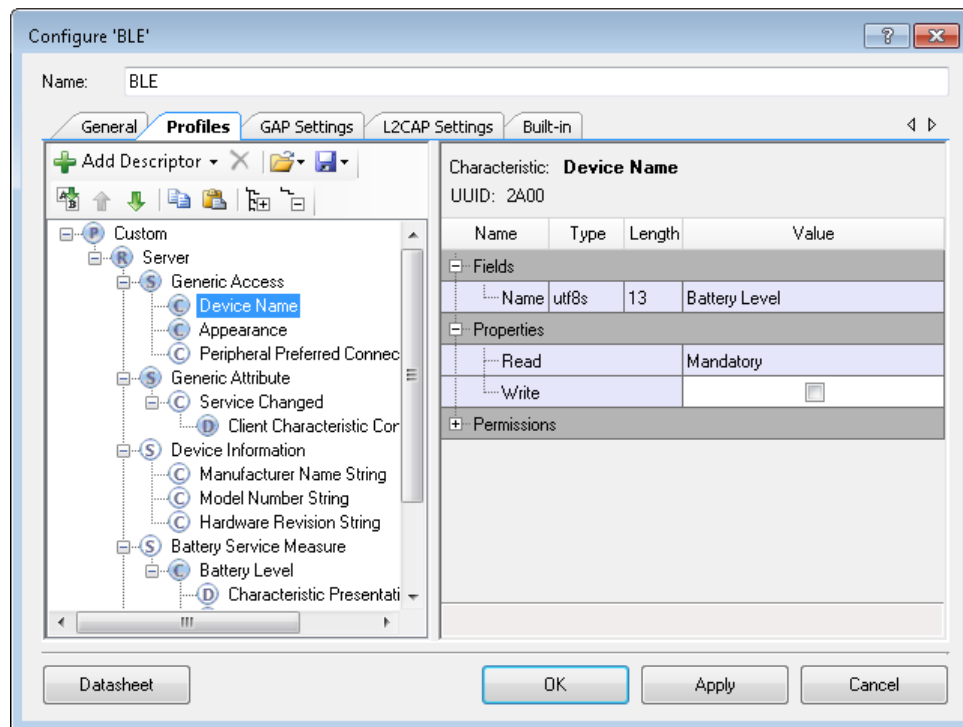 Configure 'BLE'
Name: BLE
General Profiles GAP Settings L2CAP Settings Built-in
Add Descriptor
Custom
Server
Generic Access
Device Name
Appearance
Peripheral Preferred Connec
Generic Attribute
Service Changed
Client Characteristic Cor
Device Information
Manufacturer Name String
Model Number String
Hardware Revision String
Battery Service Measure
Battery Level
Characteristic Presentati
Characteristic: Device Name
UUID: 2A00
Name Type Length Value
Fields
Name utf8s 13 Battery Level
Properties
Read Mandatory
Write
Permissions
Datasheet OK Apply Cancel